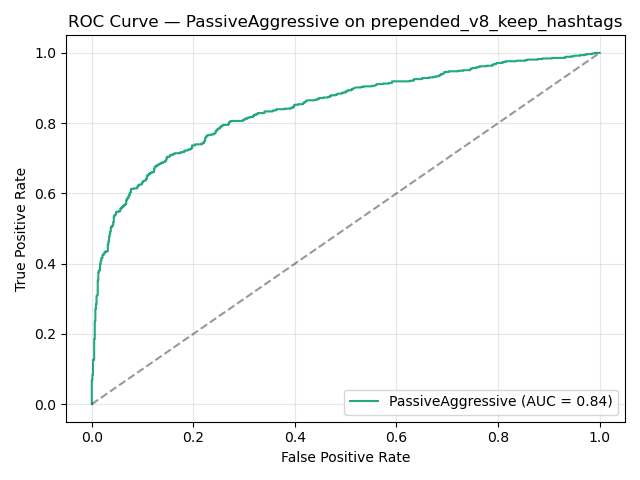 ROC Curve — PassiveAggressive on prepended_v8_keep_hashtags
True Positive Rate
1.0
0.8
0.6
0.4
0.2
0.0
PassiveAggressive (AUC = 0.84)
0.0 0.2 0.4 0.6 0.8 1.0
False Positive Rate